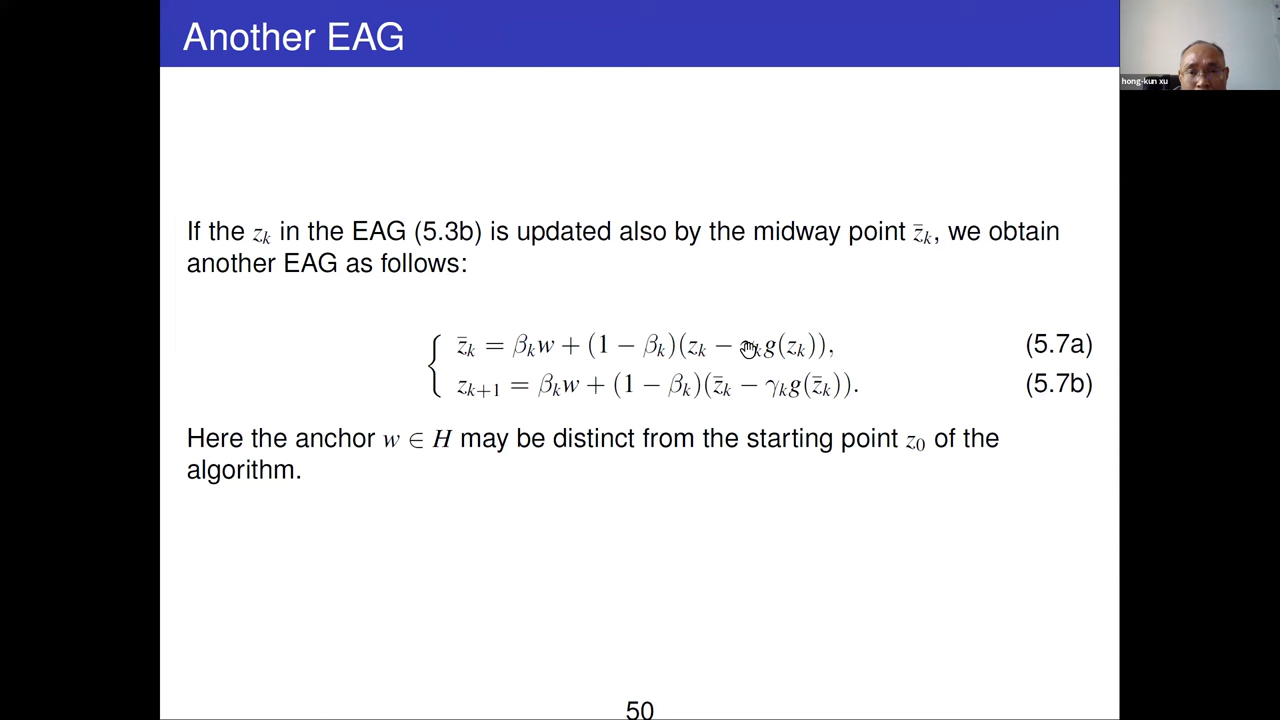 Another EAG
hong-kun xu
If the z_k in the EAG (5.3b) is updated also by the midway point z̄_k, we obtain
another EAG as follows:
z̄_k = β_k w + (1 − β_k)(z_k − _k g(z_k)), (5.7a)
z_{k+1} = β_k w + (1 − β_k)(z̄_k − γ_k g(z̄_k)). (5.7b)
Here the anchor w ∈ H may be distinct from the starting point z_0 of the
algorithm.
50